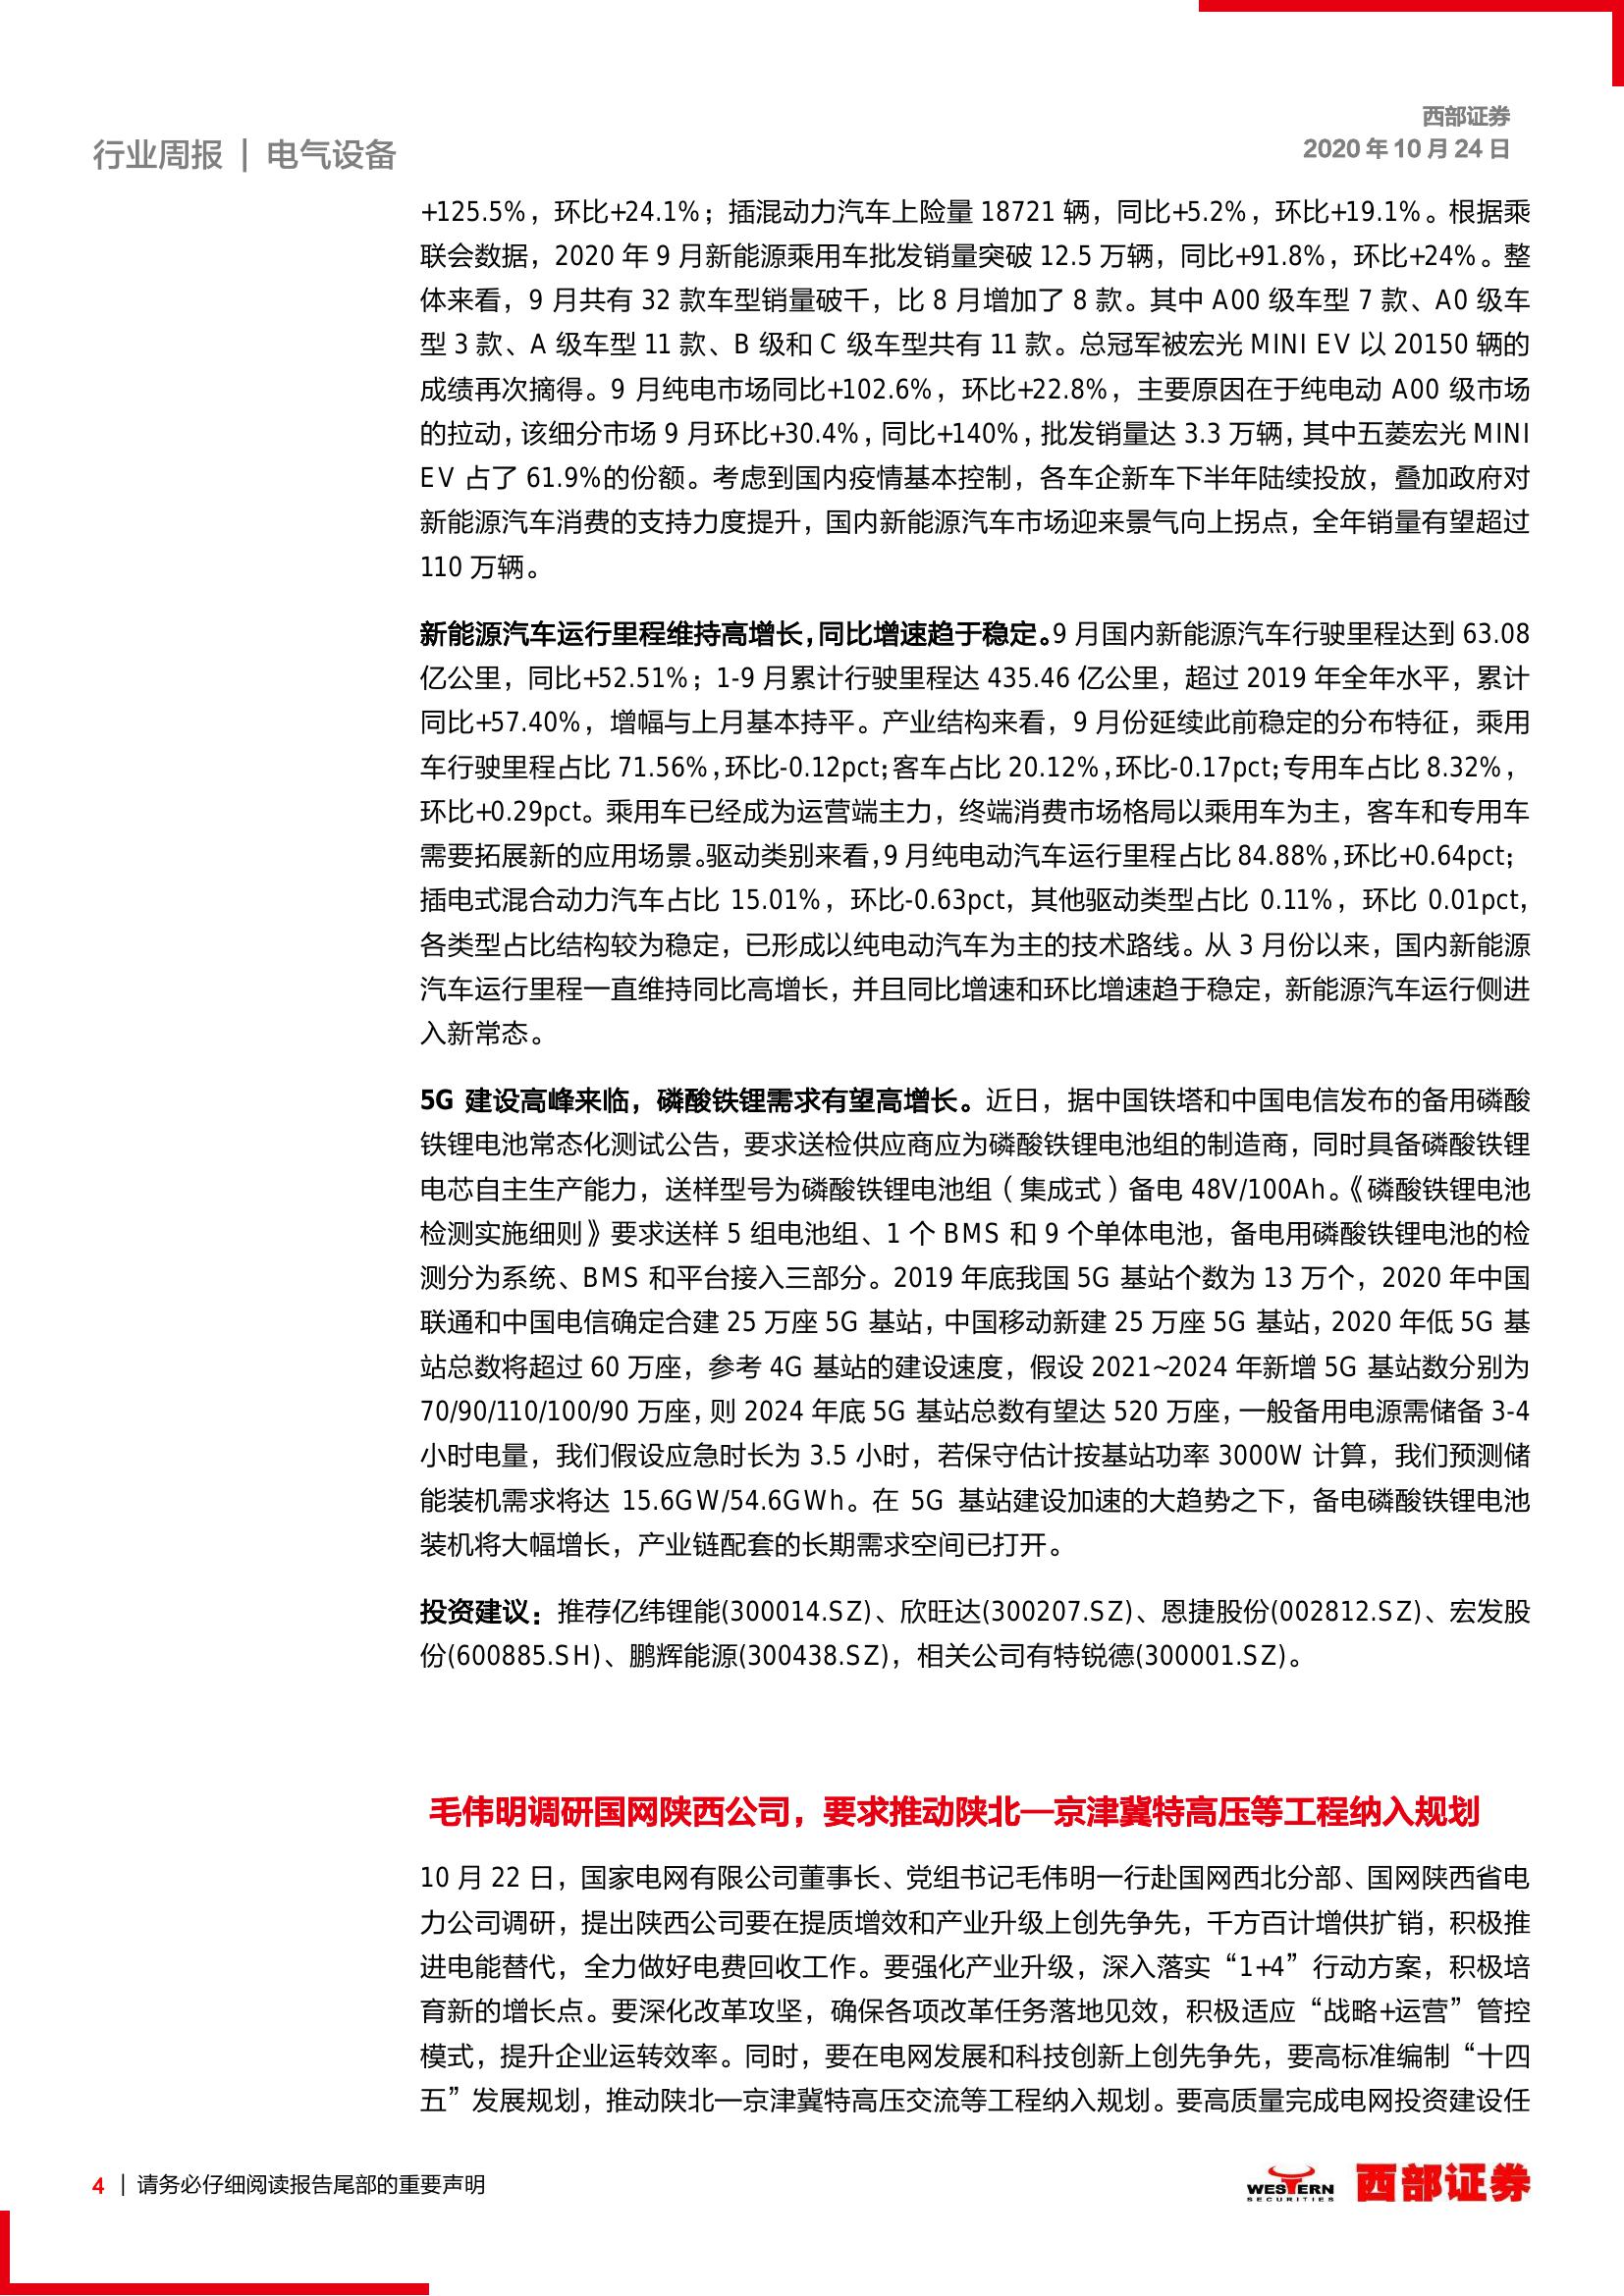 西部证券
2020 年 10 月 24 日
行业周报 | 电气设备
+125.5%，环比+24.1%；插混动力汽车上险量 18721 辆，同比+5.2%，环比+19.1%。根据乘
联会数据，2020 年 9 月新能源乘用车批发销量突破 12.5 万辆，同比+91.8%，环比+24%。整
体来看，9 月共有 32 款车型销量破千，比 8 月增加了 8 款。其中 A00 级车型 7 款、A0 级车
型 3 款、A 级车型 11 款、B 级和 C 级车型共有 11 款。总冠军被宏光 MINI EV 以 20150 辆的
成绩再次摘得。9 月纯电市场同比+102.6%，环比+22.8%，主要原因在于纯电动 A00 级市场
的拉动，该细分市场 9 月环比+30.4%，同比+140%，批发销量达 3.3 万辆，其中五菱宏光 MINI
EV 占了 61.9%的份额。考虑到国内疫情基本控制，各车企新车下半年陆续投放，叠加政府对
新能源汽车消费的支持力度提升，国内新能源汽车市场迎来景气向上拐点，全年销量有望超过
110 万辆。
新能源汽车运行里程维持高增长，同比增速趋于稳定。9 月国内新能源汽车行驶里程达到 63.08
亿公里，同比+52.51%；1-9 月累计行驶里程达 435.46 亿公里，超过 2019 年全年水平，累计
同比+57.40%，增幅与上月基本持平。产业结构来看，9 月份延续此前稳定的分布特征，乘用
车行驶里程占比 71.56%，环比-0.12pct；客车占比 20.12%，环比-0.17pct；专用车占比 8.32%，
环比+0.29pct。乘用车已经成为运营端主力，终端消费市场格局以乘用车为主，客车和专用车
需要拓展新的应用场景。驱动类别来看，9 月纯电动汽车运行里程占比 84.88%，环比+0.64pct；
插电式混合动力汽车占比 15.01%，环比-0.63pct，其他驱动类型占比 0.11%，环比 0.01pct，
各类型占比结构较为稳定，已形成以纯电动汽车为主的技术路线。从 3 月份以来，国内新能源
汽车运行里程一直维持同比高增长，并且同比增速和环比增速趋于稳定，新能源汽车运行侧进
入新常态。
5G 建设高峰来临，磷酸铁锂需求有望高增长。近日，据中国铁塔和中国电信发布的备用磷酸
铁锂电池常态化测试公告，要求送检供应商应为磷酸铁锂电池组的制造商，同时具备磷酸铁锂
电芯自主生产能力，送样型号为磷酸铁锂电池组（集成式）备电 48V/100Ah。《磷酸铁锂电池
检测实施细则》要求送样 5 组电池组、1 个 BMS 和 9 个单体电池，备电用磷酸铁锂电池的检
测分为系统、BMS 和平台接入三部分。2019 年底我国 5G 基站个数为 13 万个，2020 年中国
联通和中国电信确定合建 25 万座 5G 基站，中国移动新建 25 万座 5G 基站，2020 年低 5G 基
站总数将超过 60 万座，参考 4G 基站的建设速度，假设 2021~2024 年新增 5G 基站数分别为
70/90/110/100/90 万座，则 2024 年底 5G 基站总数有望达 520 万座，一般备用电源需储备 3-4
小时电量，我们假设应急时长为 3.5 小时，若保守估计按基站功率 3000W 计算，我们预测储
能装机需求将达 15.6GW/54.6GWh。在 5G 基站建设加速的大趋势之下，备电磷酸铁锂电池
装机将大幅增长，产业链配套的长期需求空间已打开。
投资建议：推荐亿纬锂能(300014.SZ)、欣旺达(300207.SZ)、恩捷股份(002812.SZ)、宏发股
份(600885.SH)、鹏辉能源(300438.SZ)，相关公司有特锐德(300001.SZ)。
毛伟明调研国网陕西公司，要求推动陕北—京津冀特高压等工程纳入规划
10 月 22 日，国家电网有限公司董事长、党组书记毛伟明一行赴国网西北分部、国网陕西省电
力公司调研，提出陕西公司要在提质增效和产业升级上创先争先，千方百计增供扩销，积极推
进电能替代，全力做好电费回收工作。要强化产业升级，深入落实“1+4”行动方案，积极培
育新的增长点。要深化改革攻坚，确保各项改革任务落地见效，积极适应“战略+运营”管控
模式，提升企业运转效率。同时，要在电网发展和科技创新上创先争先，要高标准编制“十四
五”发展规划，推动陕北—京津冀特高压交流等工程纳入规划。要高质量完成电网投资建设任
4 | 请务必仔细阅读报告尾部的重要声明
WESTERN
SECURITIES
西部证券